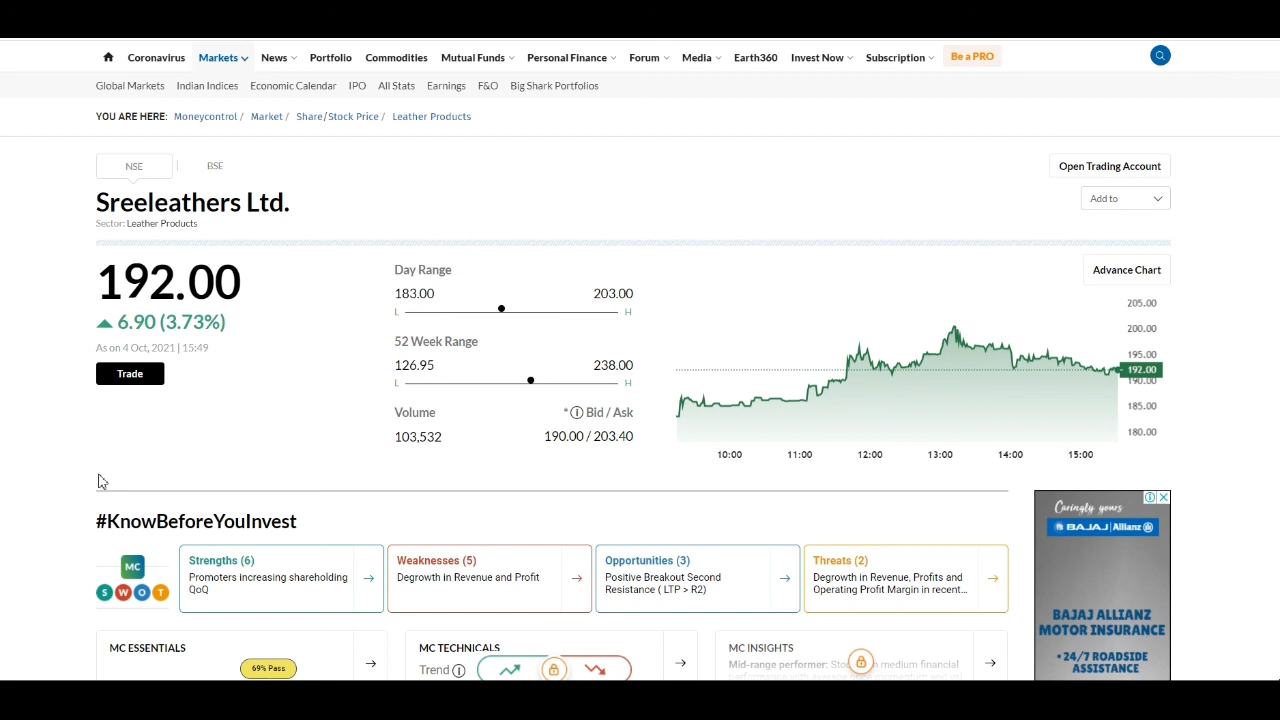 Coronavirus Markets News Portfolio Commodities Mutual Funds Personal Finance Forum Media Earth360 Invest Now Subscription Be a PRO
Global Markets Indian Indices Economic Calendar IPO All Stats Earnings F&O Big Shark Portfolios
YOU ARE HERE: Moneycontrol / Market / Share/Stock Price / Leather Products
NSE | BSE
Open Trading Account
Sreeleathers Ltd.
Add to
Sector: Leather Products
192.00
6.90 (3.73%)
As on 4 Oct, 2021 | 15:49
Trade
Day Range
183.00 203.00
L H
52 Week Range
126.95 238.00
L H
Volume * Bid / Ask
103,532 190.00 / 203.40
Advance Chart
205.00
200.00
195.00
192.00
190.00
185.00
180.00
10:00 11:00 12:00 13:00 14:00 15:00
#KnowBeforeYouInvest
MC
S W O T
Strengths (6)
Promoters increasing shareholding
QoQ
Weaknesses (5)
Degrowth in Revenue and Profit
Opportunities (3)
Positive Breakout Second
Resistance ( LTP > R2)
Threats (2)
Degrowth in Revenue, Profits and
Operating Profit Margin in recent...
MC ESSENTIALS
69% Pass
MC TECHNICALS
Trend
MC INSIGHTS
Mid-range performer: medium financial
Caringly yours
BAJAJ Allianz
BAJAJ ALLIANZ
MOTOR INSURANCE
• 24/7 ROADSIDE
ASSISTANCE